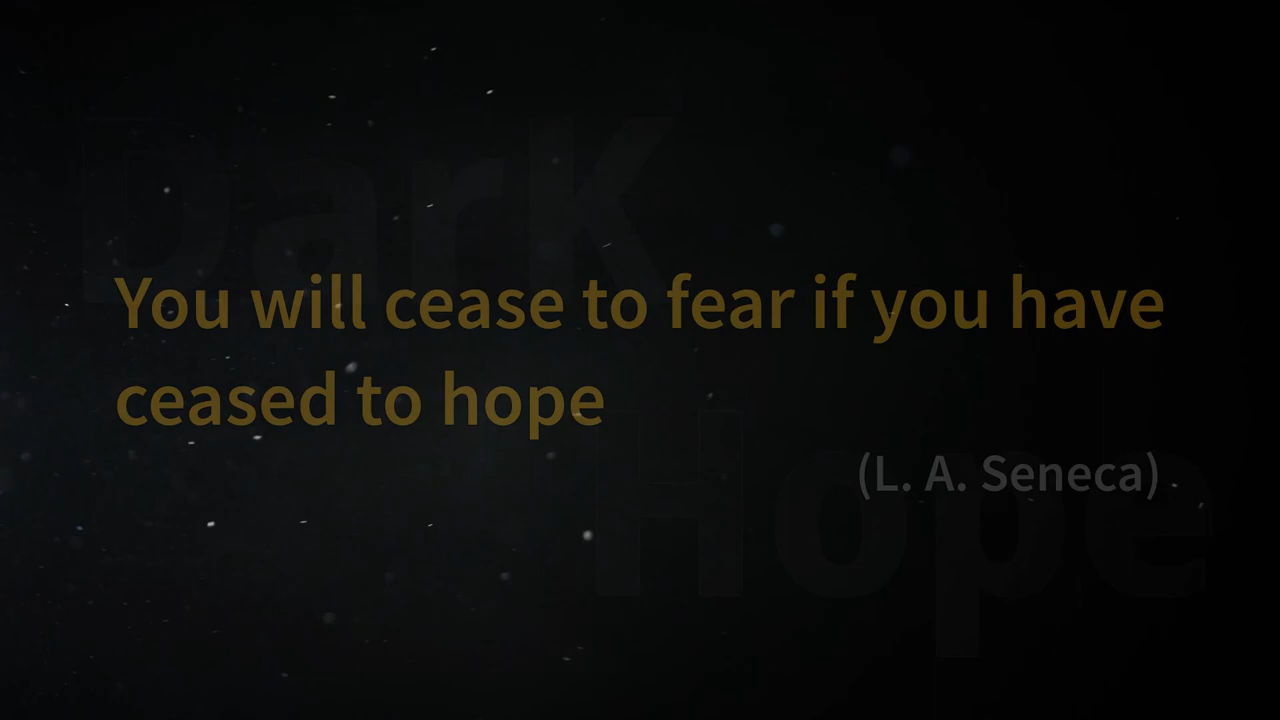 Dark
You will cease to fear if you have
ceased to hope
(L. A. Seneca)
Hope